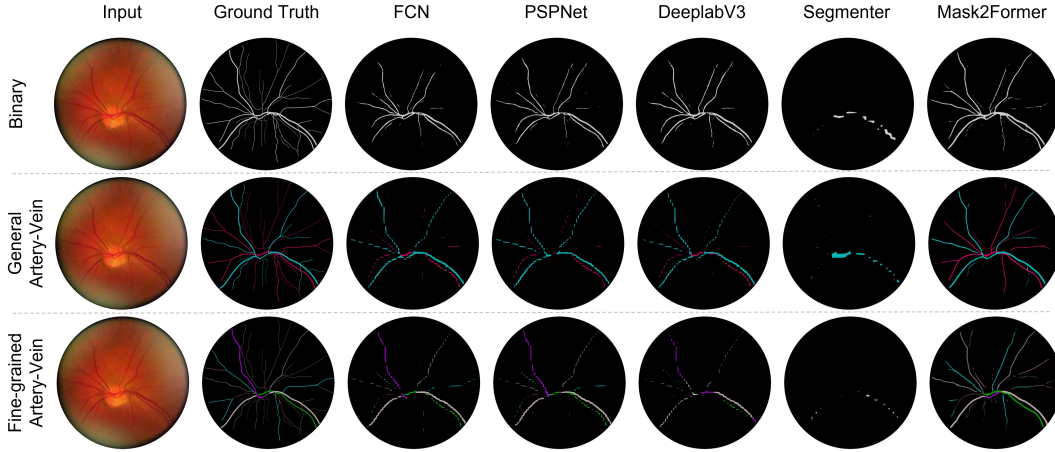 Input Ground Truth FCN PSPNet DeeplabV3 Segmenter Mask2Former
Binary
General
Artery-Vein
Fine-grained
Artery-Vein